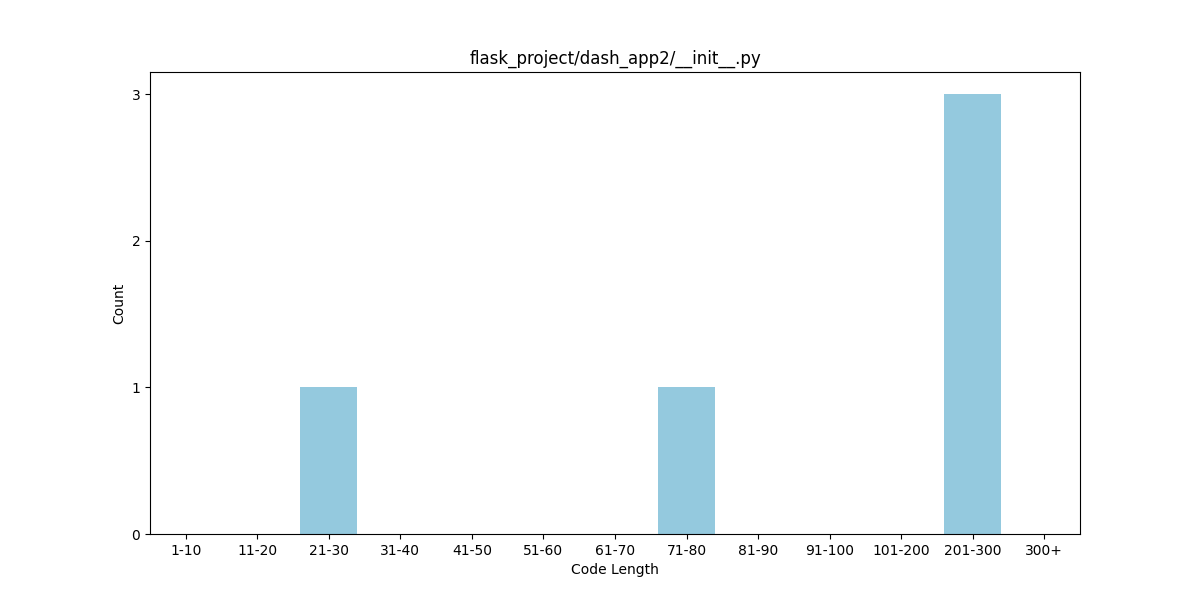 flask_project/dash_app2/__init__.py
3
2
1
0
Count
1-10 11-20 21-30 31-40 41-50 51-60 61-70 71-80 81-90 91-100 101-200 201-300 300+
Code Length